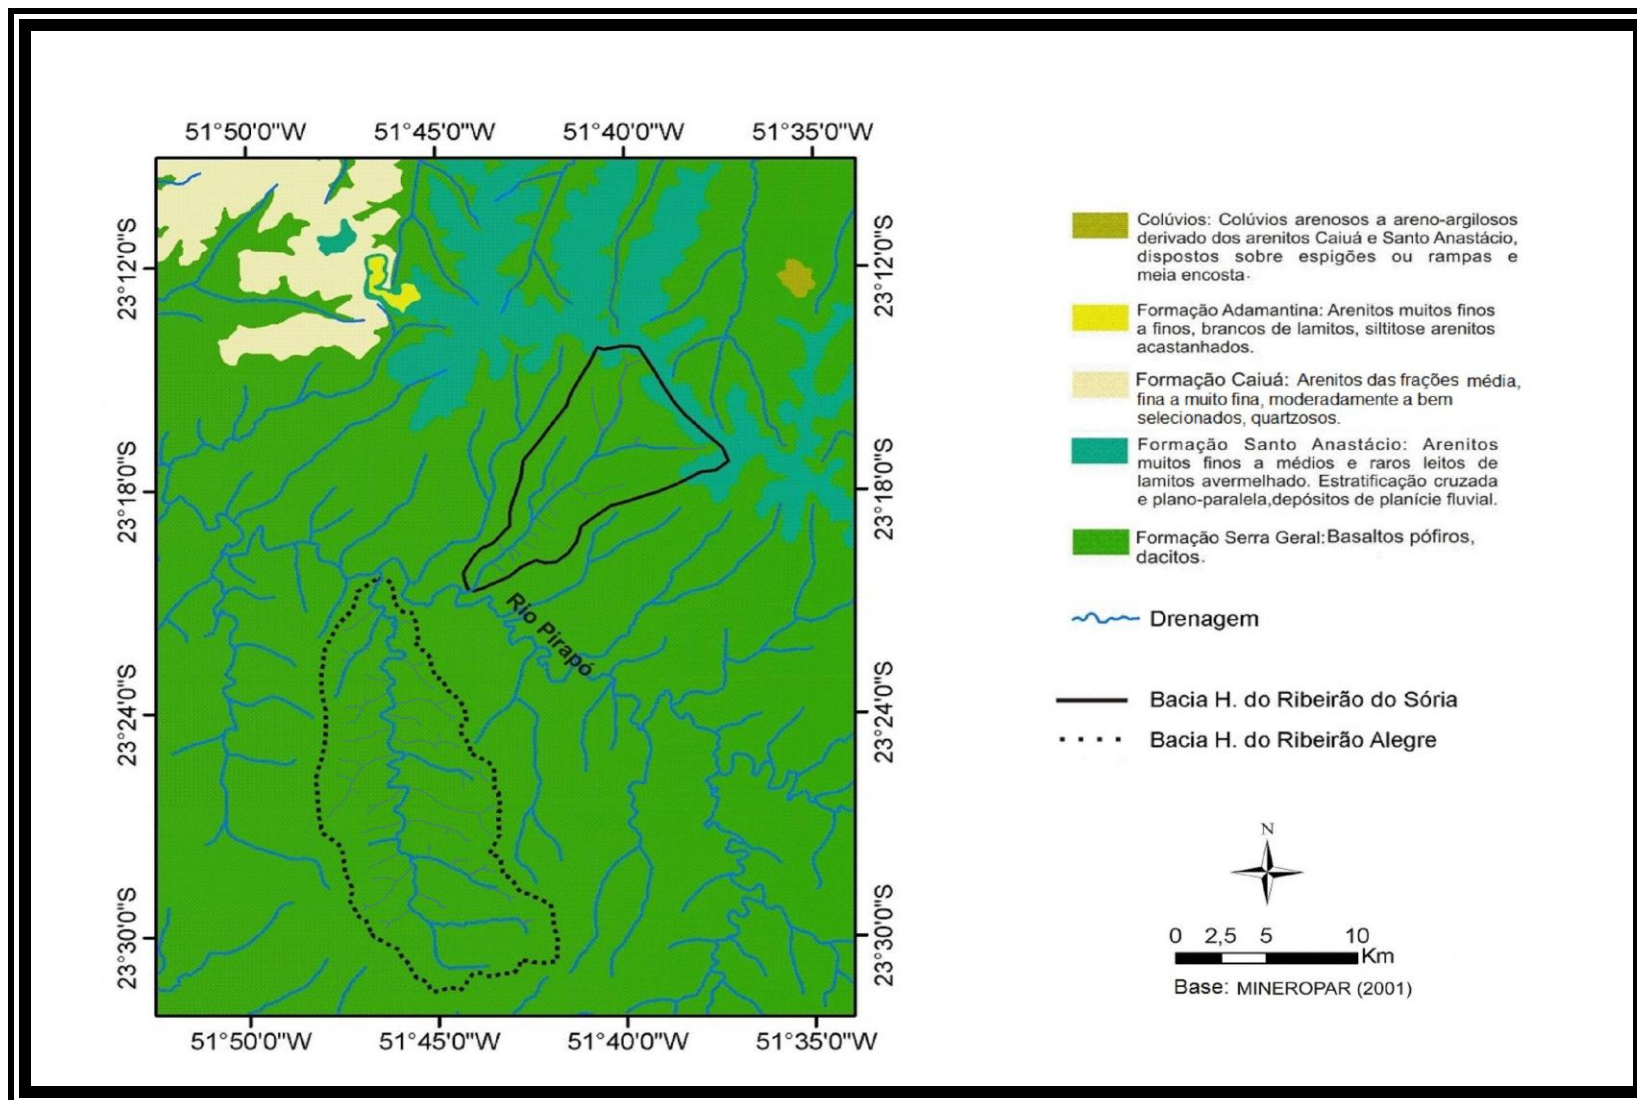 51°50'0"W 51°45'0"W 51°40'0"W 51°35'0"W
23°12'0"S
23°18'0"S
23°24'0"S
23°30'0"S
Rio Pirapó
23°12'0"S
23°18'0"S
23°24'0"S
23°30'0"S
51°50'0"W 51°45'0"W 51°40'0"W 51°35'0"W
Colúvios: Colúvios arenosos a areno-argilosos
derivado dos arenitos Caiuá e Santo Anastácio,
dispostos sobre espigões ou rampas e
meia encosta.
Formação Adamantina: Arenitos muitos finos
a finos, brancos de lamitos, siltitose arenitos
acastanhados.
Formação Caiuá: Arenitos das frações média,
fina a muito fina, moderadamente a bem
selecionados, quartzosos.
Formação Santo Anastácio: Arenitos
muitos finos a médios e raros leitos de
lamitos avermelhado. Estratificação cruzada
e plano-paralela,depósitos de planície fluvial.
Formação Serra Geral:Basaltos pófiros,
dacitos.
Drenagem
Bacia H. do Ribeirão do Sória
Bacia H. do Ribeirão Alegre
N
0 2,5 5 10
Km
Base: MINEROPAR (2001)